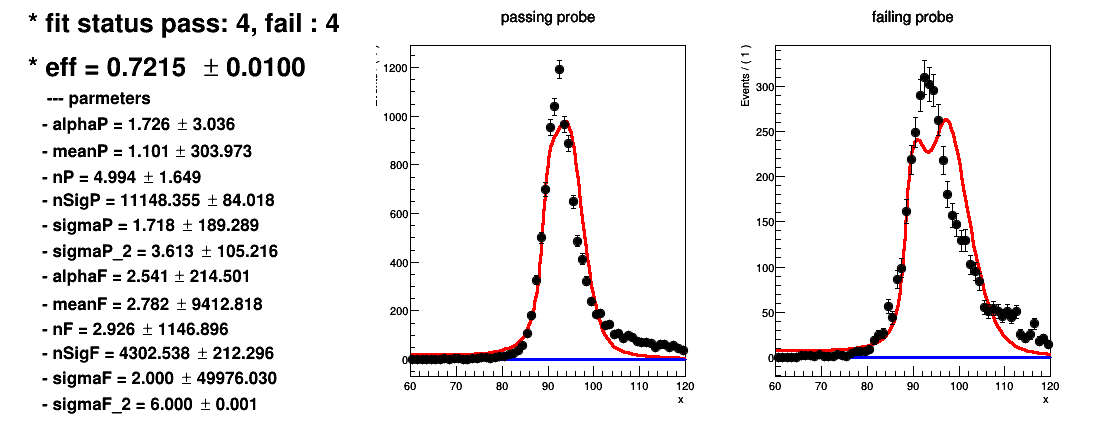 * fit status pass: 4, fail : 4
* eff = 0.7215 ± 0.0100
--- parmeters
- alphaP = 1.726 ± 3.036
- meanP = 1.101 ± 303.973
- nP = 4.994 ± 1.649
- nSigP = 11148.355 ± 84.018
- sigmaP = 1.718 ± 189.289
- sigmaP_2 = 3.613 ± 105.216
- alphaF = 2.541 ± 214.501
- meanF = 2.782 ± 9412.818
- nF = 2.926 ± 1146.896
- nSigF = 4302.538 ± 212.296
- sigmaF = 2.000 ± 49976.030
- sigmaF_2 = 6.000 ± 0.001
passing probe
1200
1000
800
600
400
200
0
60 70 80 90 100 110 120
x
failing probe
Events / ( 1 )
300
250
200
150
100
50
0
60 70 80 90 100 110 120
x